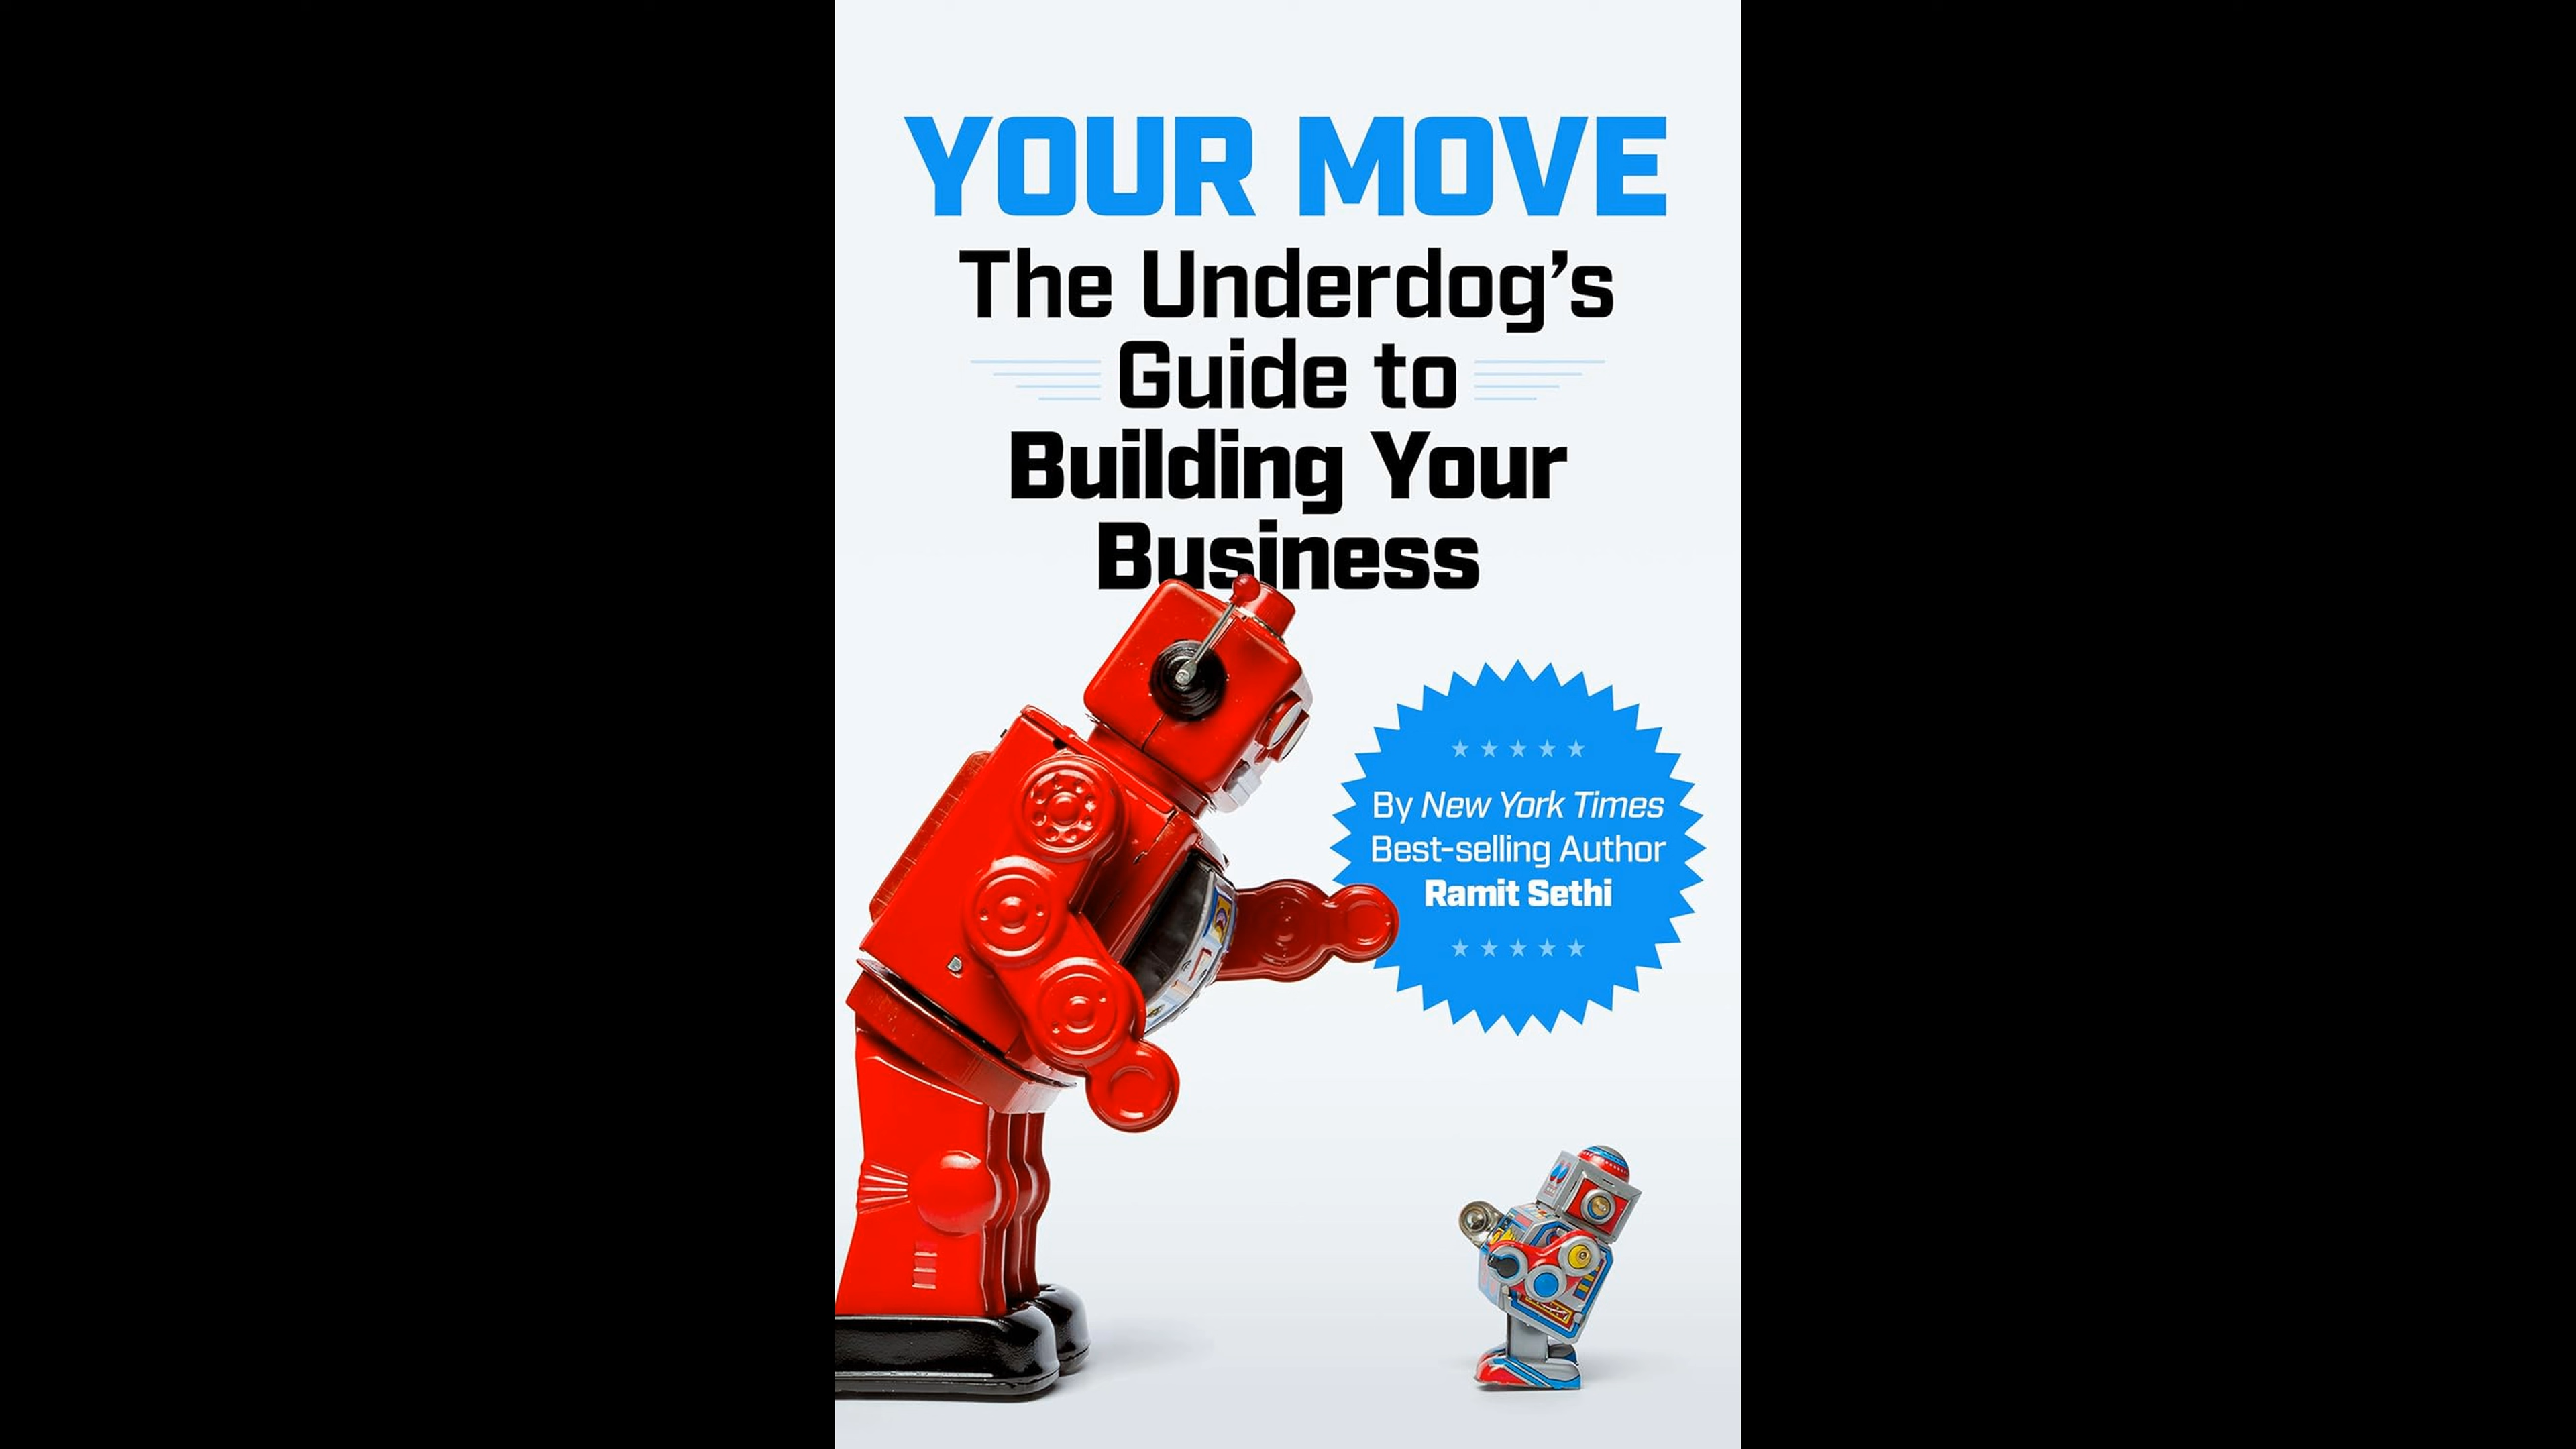 YOUR MOVE
The Underdog’s
Guide to
Building Your
Business
By New York Times
Best-selling Author
Ramit Sethi